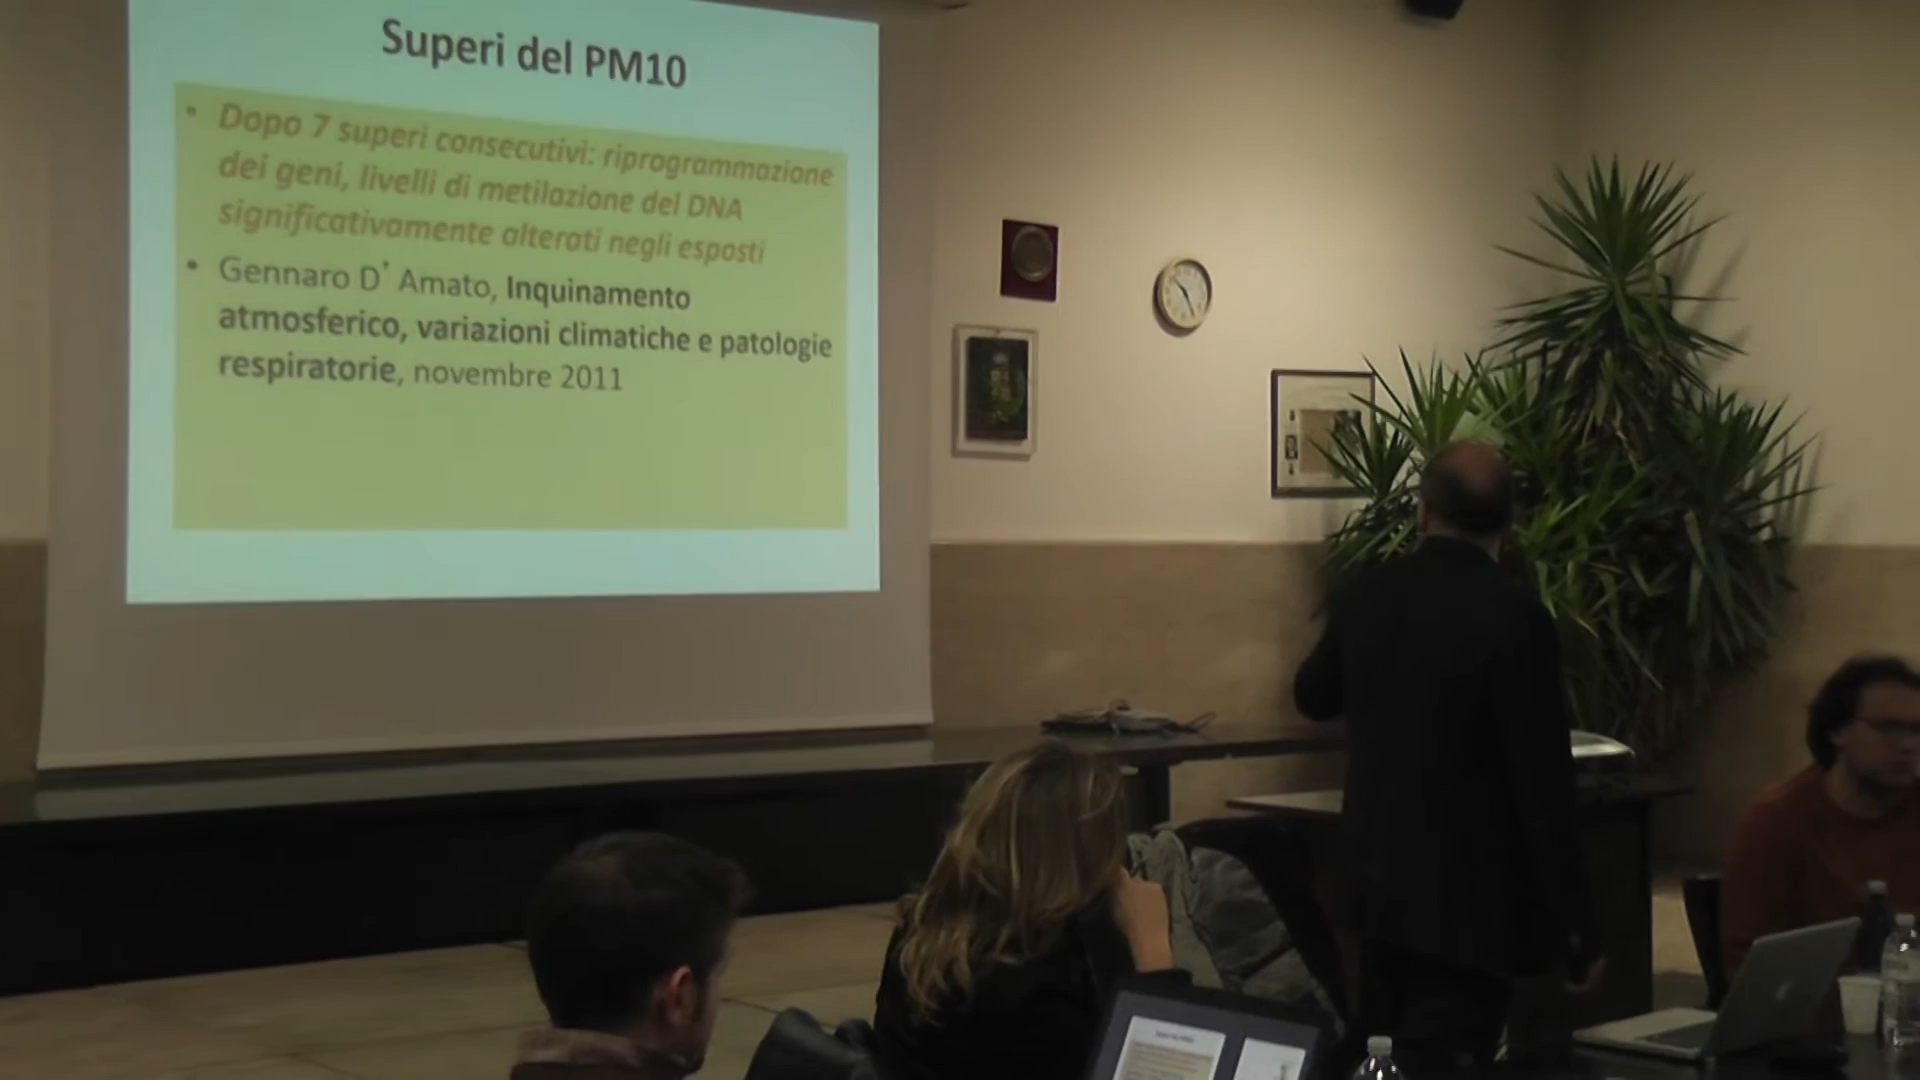 Superi del PM10
• Dopo 7 superi consecutivi: riprogrammazione
dei geni, livelli di metilazione del DNA
significativamente alterati negli esposti
• Gennaro D' Amato, Inquinamento
atmosferico, variazioni climatiche e patologie
respiratorie, novembre 2011